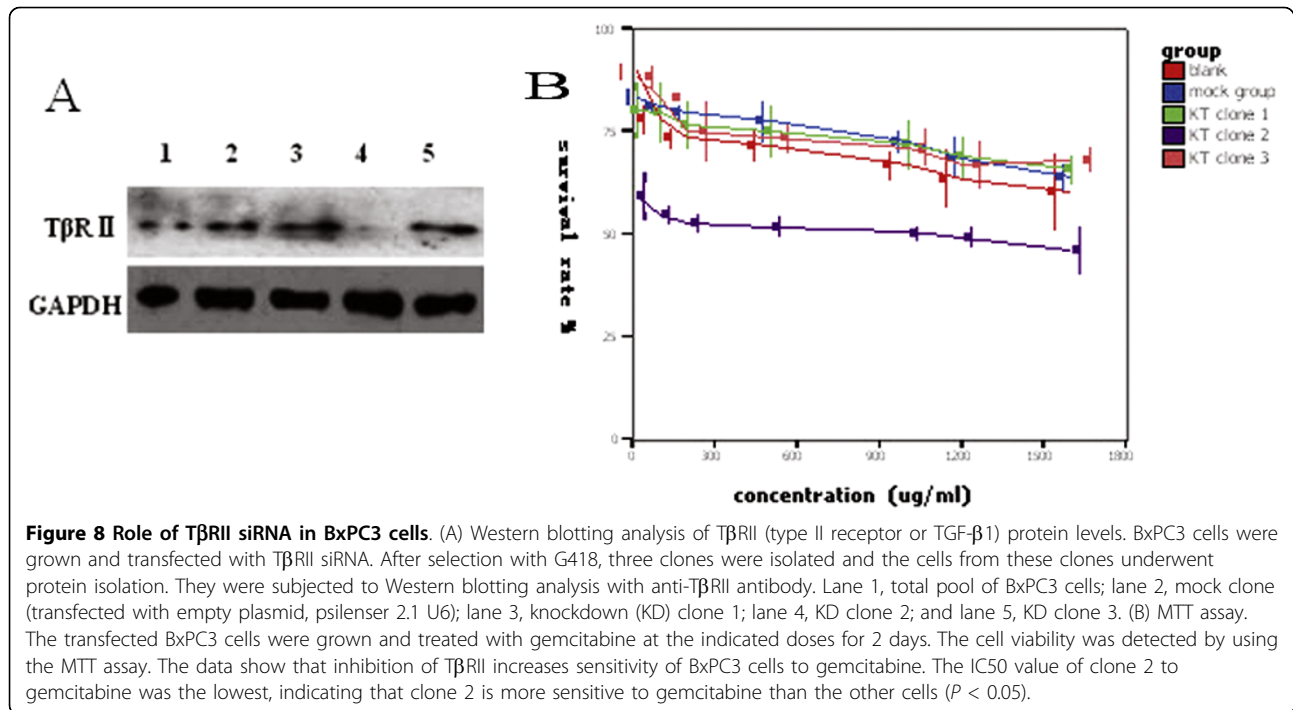 A
1 2 3 4 5
TβR II
GAPDH
B
survival rate %
100
75
50
25
0
0 300 600 900 1200 1500 1800
concentration (ug/ml)
group
blank
mock group
KT clone 1
KT clone 2
KT clone 3
Figure 8 Role of TβRII siRNA in BxPC3 cells. (A) Western blotting analysis of TβRII (type II receptor or TGF-β1) protein levels. BxPC3 cells were
grown and transfected with TβRII siRNA. After selection with G418, three clones were isolated and the cells from these clones underwent
protein isolation. They were subjected to Western blotting analysis with anti-TβRII antibody. Lane 1, total pool of BxPC3 cells; lane 2, mock clone
(transfected with empty plasmid, psilenser 2.1 U6); lane 3, knockdown (KD) clone 1; lane 4, KD clone 2; and lane 5, KD clone 3. (B) MTT assay.
The transfected BxPC3 cells were grown and treated with gemcitabine at the indicated doses for 2 days. The cell viability was detected by using
the MTT assay. The data show that inhibition of TβRII increases sensitivity of BxPC3 cells to gemcitabine. The IC50 value of clone 2 to
gemcitabine was the lowest, indicating that clone 2 is more sensitive to gemcitabine than the other cells (P < 0.05).